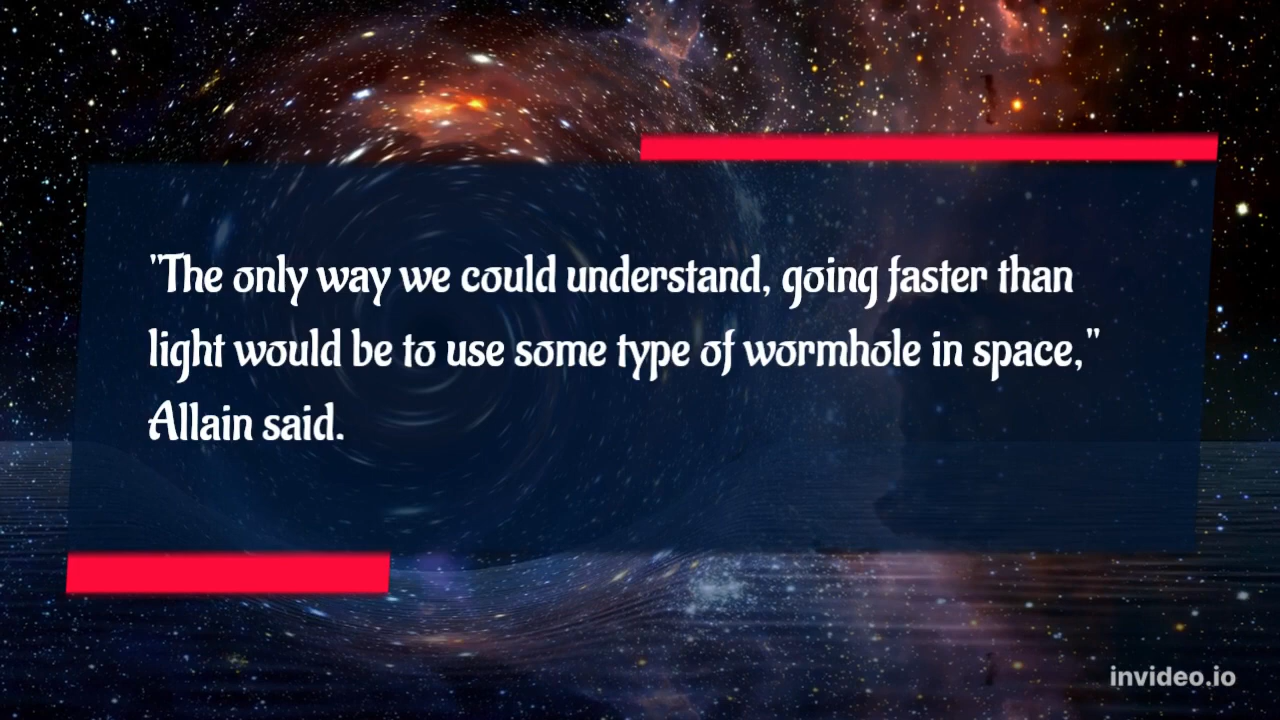 "The only way we could understand, going faster than
light would be to use some type of wormhole in space,"
Allain said.
invideo.io